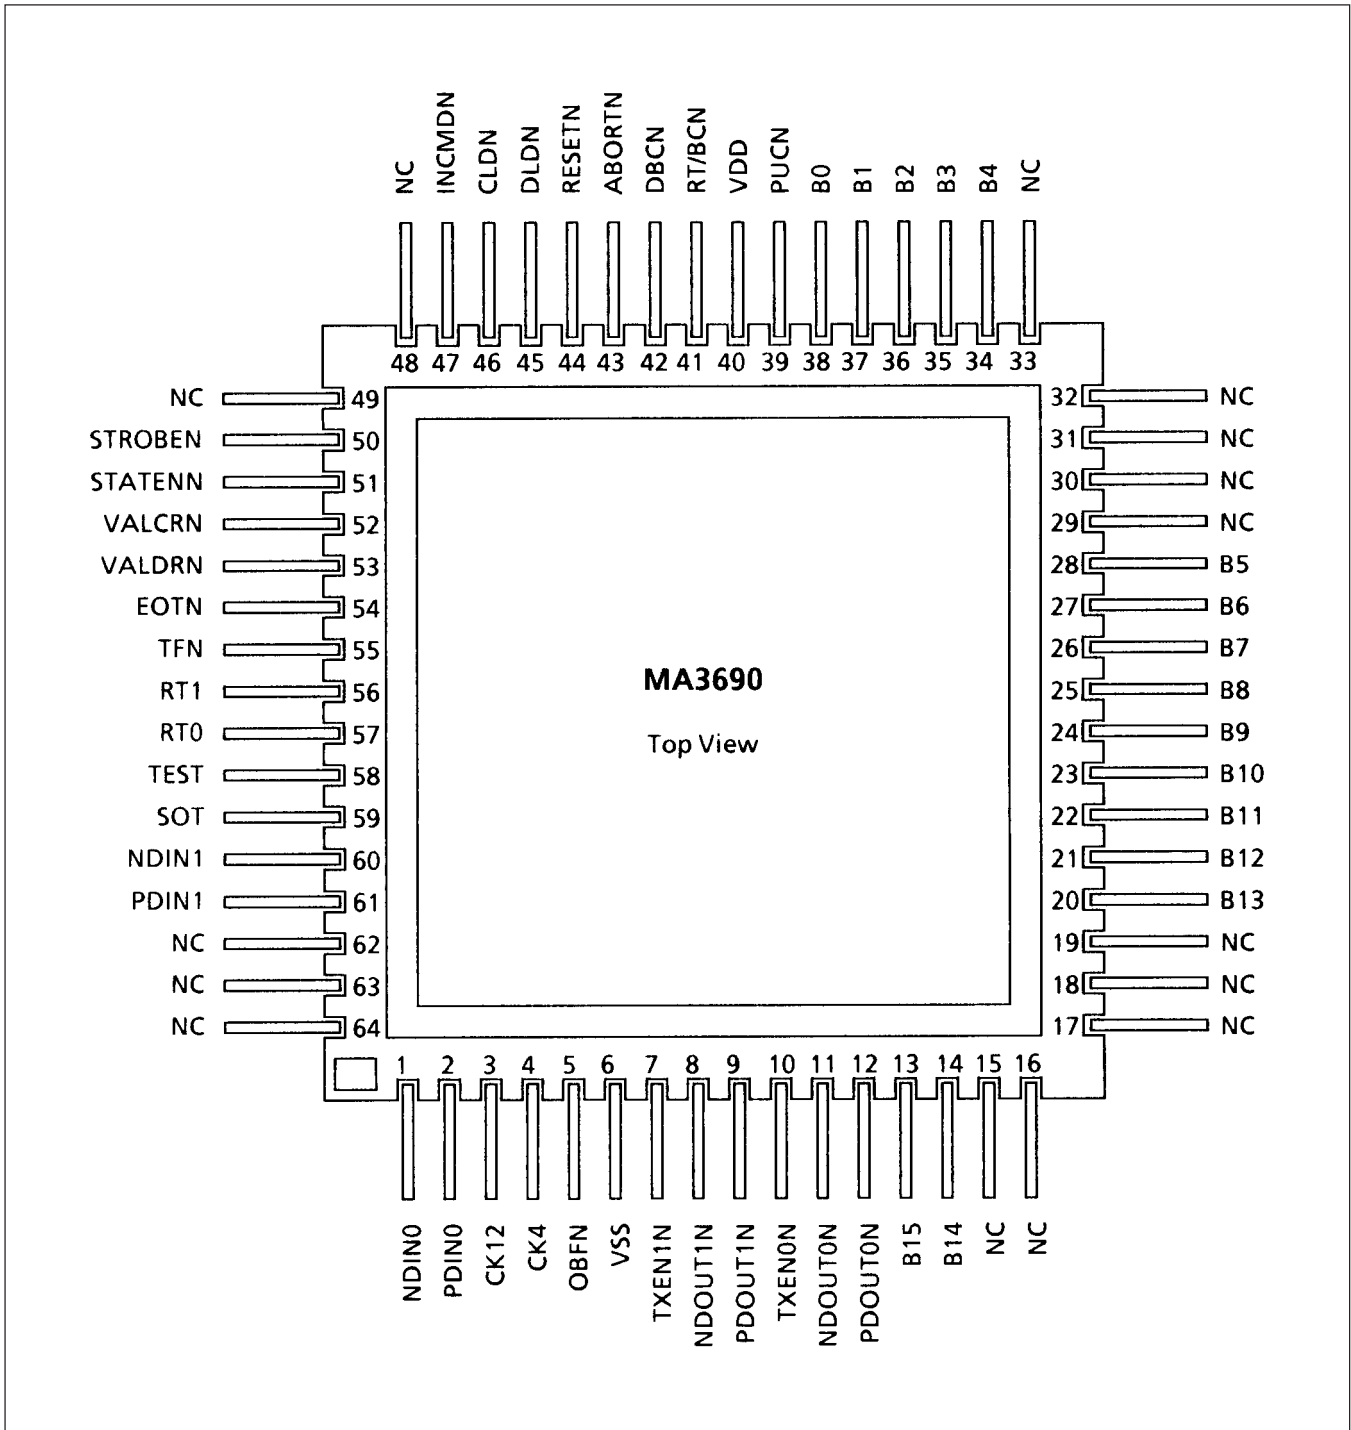 NC INCMDN CLDN DLDN RESETN ABORTN DBCN RT/BCN VDD PUCN B0 B1 B2 B3 B4 NC
48 47 46 45 44 43 42 41 40 39 38 37 36 35 34 33
NC 49 32 NC
STROBEN 50 31 NC
STATENN 51 30 NC
VALCRN 52 29 NC
VALDRN 53 28 B5
EOTN 54 27 B6
TFN 55 26 B7
RT1 56 25 B8
RT0 57 24 B9
TEST 58 23 B10
SOT 59 22 B11
NDIN1 60 21 B12
PDIN1 61 20 B13
NC 62 19 NC
NC 63 18 NC
NC 64 17 NC
MA3690
Top View
1 2 3 4 5 6 7 8 9 10 11 12 13 14 15 16
NDIN0 PDIN0 CK12 CK4 OBFN VSS TXEN1N NDOUT1N PDOUT1N TXEN0N NDOUT0N PDOUT0N B15 B14 NC NC